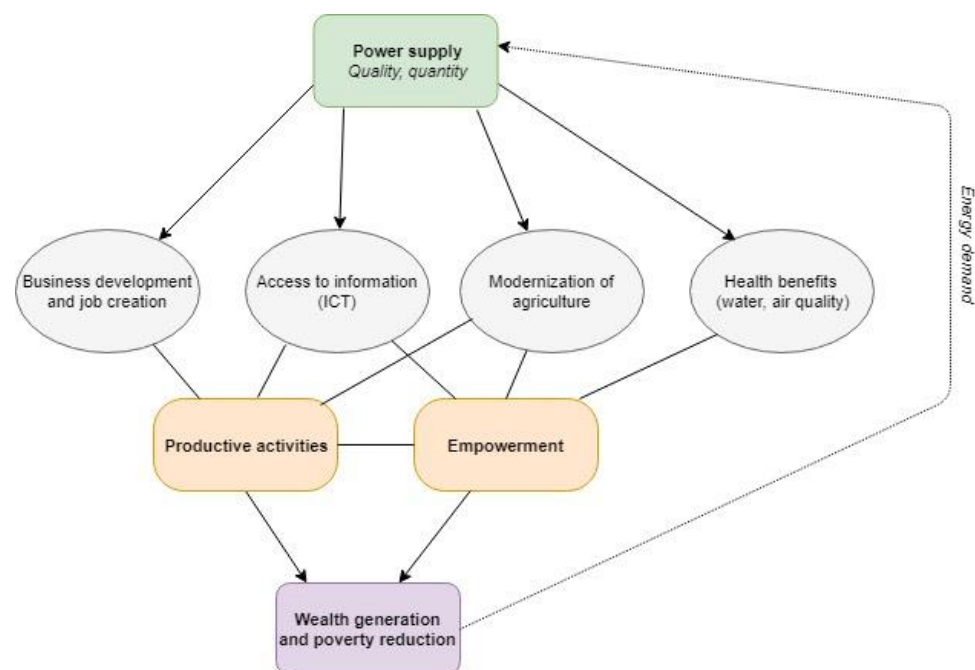 Power supply
Quality, quantity
Business development
and job creation
Access to information
(ICT)
Modernization of
agriculture
Health benefits
(water, air quality)
Energy demand
Productive activities
Empowerment
Wealth generation
and poverty reduction